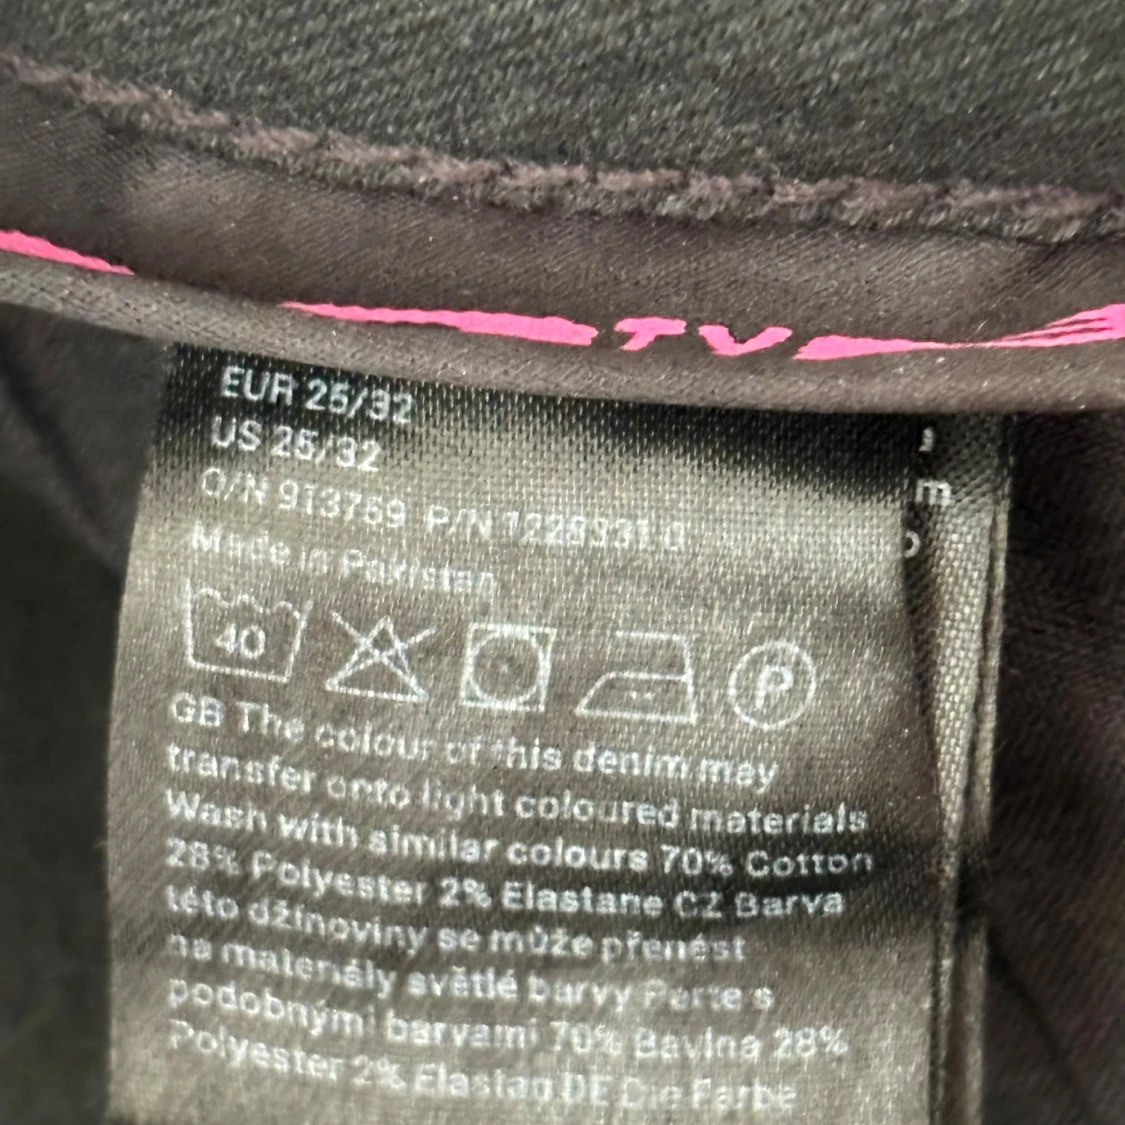 TY
EUR 25/32
US 25/32
O/N 913759 P/N 1228331.0
Made in Pakistan
40
P
GB The colour of this denim may
transfer onto light coloured materials
Wash with similar colours 70% Cotton
28% Polyester 2% Elastane CZ Barva
této džínoviny se může přenést
na materiály světlé barvy Perte s
podobnými barvami 70% Bavlna 28%
Polyester 2% Elastan DE Die Farbe
m